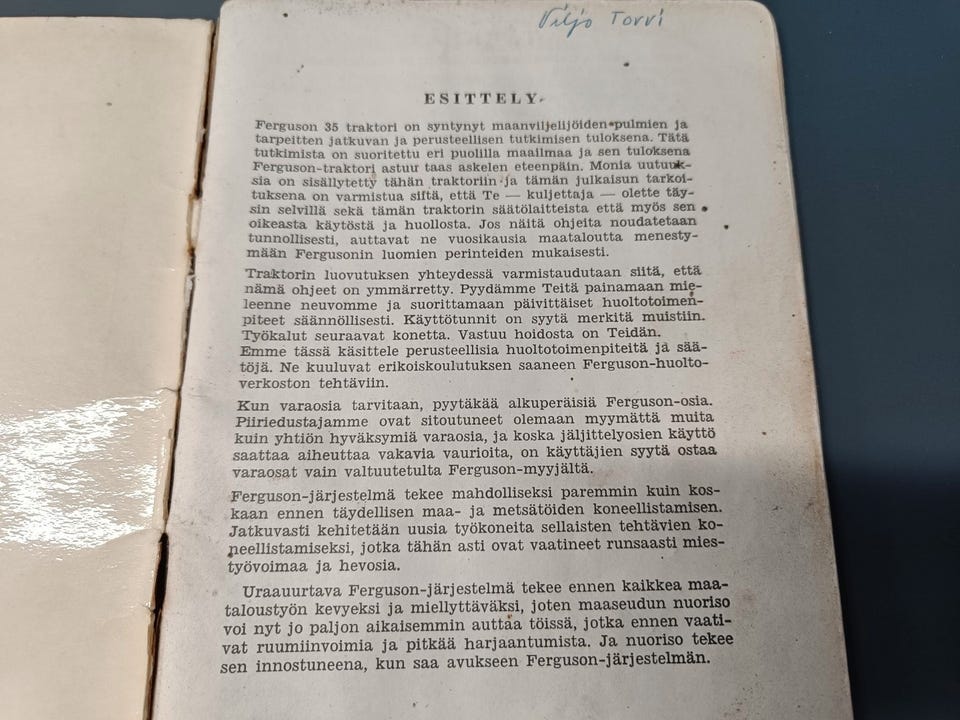 Viljo Torvi
ESITTELY
Ferguson 35 traktori on syntynyt maanviljelijöiden pulmien ja
tarpeitten jatkuvan ja perusteellisen tutkimisen tuloksena. Tätä
tutkimista on suoritettu eri puolilla maailmaa ja sen tuloksena
Ferguson-traktori astuu taas askelen eteenpäin. Monia uutuuk-
sia on sisällytetty tähän traktoriin ja tämän julkaisun tarkoi-
tuksena on varmistua siitä, että Te — kuljettaja — olette täy-
sin selvillä sekä tämän traktorin säätölaitteista että myös sen
oikeasta käytöstä ja huollosta. Jos näitä ohjeita noudatetaan
tunnollisesti, auttavat ne vuosikausia maataloutta menesty-
mään Fergusonin luomien perinteiden mukaisesti.
Traktorin luovutuksen yhteydessä varmistaudutaan siitä, että
nämä ohjeet on ymmärretty. Pyydämme Teitä painamaan mie-
leenne neuvomme ja suorittamaan päivittäiset huoltotoimen-
piteet säännöllisesti. Käyttötunnit on syytä merkitä muistiin.
Työkalut seuraavat konetta. Vastuu hoidosta on Teidän.
Emme tässä käsittele perusteellisia huoltotoimenpiteitä ja sää-
töjä. Ne kuuluvat erikoiskoulutuksen saaneen Ferguson-huolto-
verkoston tehtäviin.
Kun varaosia tarvitaan, pyytäkää alkuperäisiä Ferguson-osia.
Piiriedustajamme ovat sitoutuneet olemaan myymättä muita
kuin yhtiön hyväksymiä varaosia, ja koska jäljittelyosien käyttö
saattaa aiheuttaa vakavia vaurioita, on käyttäjien syytä ostaa
varaosat vain valtuutetulta Ferguson-myyjältä.
Ferguson-järjestelmä tekee mahdolliseksi paremmin kuin kos-
kaan ennen täydellisen maa- ja metsätöiden koneellistamisen.
Jatkuvasti kehitetään uusia työkoneita sellaisten tehtävien ko-
neellistamiseksi, jotka tähän asti ovat vaatineet runsaasti mies-
työvoimaa ja hevosia.
Uraauurtava Ferguson-järjestelmä tekee ennen kaikkea maa-
taloustyön kevyeksi ja miellyttäväksi, joten maaseudun nuoriso
voi nyt jo paljon aikaisemmin auttaa töissä, jotka ennen vaati-
vat ruumiinvoimia ja pitkää harjaantumista. Ja nuoriso tekee
sen innostuneena, kun saa avukseen Ferguson-järjestelmän.